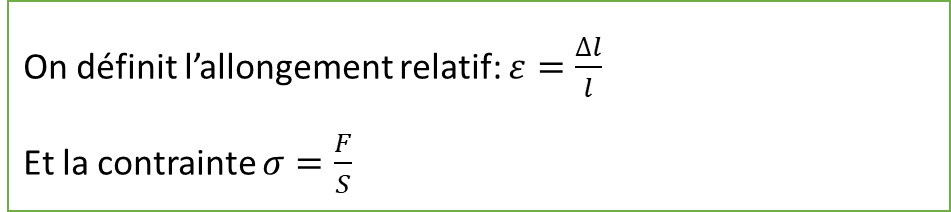 On définit l'allongement relatif: ε = Δl/l
Et la contrainte σ = F/S